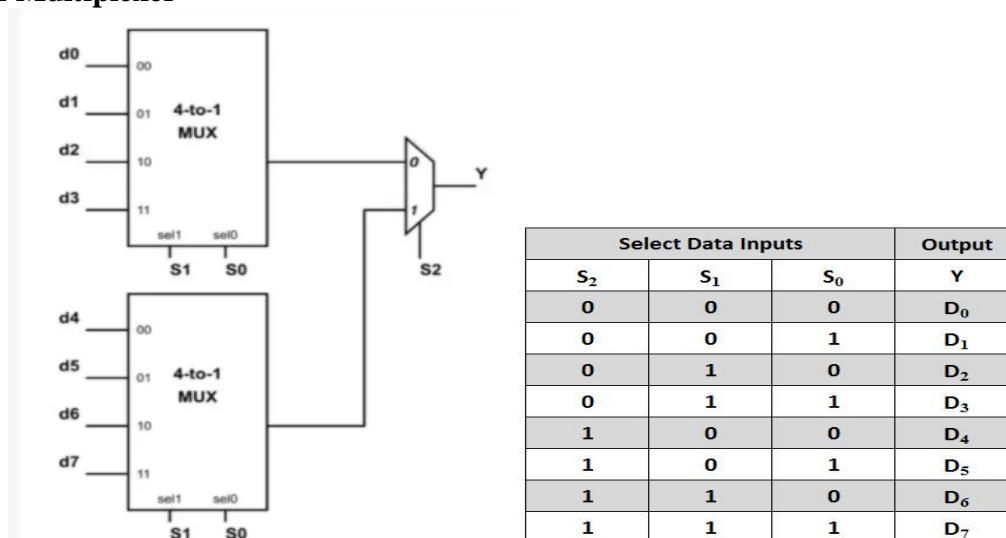 Multiplexer
d0
00
d1
01
4-to-1
MUX
d2
10
d3
11
sel1 sel0
S1 S0
0
1
Y
S2
d4
00
d5
01
4-to-1
MUX
d6
10
d7
11
sel1 sel0
S1 S0
Select Data Inputs Output
S₂ S₁ S₀ Y
0 0 0 D₀
0 0 1 D₁
0 1 0 D₂
0 1 1 D₃
1 0 0 D₄
1 0 1 D₅
1 1 0 D₆
1 1 1 D₇